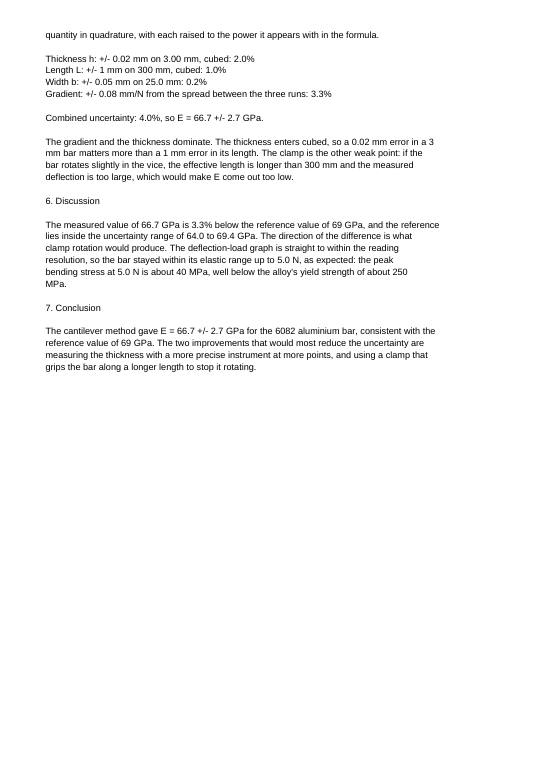 quantity in quadrature, with each raised to the power it appears with in the formula.
Thickness h: +/- 0.02 mm on 3.00 mm, cubed: 2.0%
Length L: +/- 1 mm on 300 mm, cubed: 1.0%
Width b: +/- 0.05 mm on 25.0 mm: 0.2%
Gradient: +/- 0.08 mm/N from the spread between the three runs: 3.3%
Combined uncertainty: 4.0%, so E = 66.7 +/- 2.7 GPa.
The gradient and the thickness dominate. The thickness enters cubed, so a 0.02 mm error in a 3
mm bar matters more than a 1 mm error in its length. The clamp is the other weak point: if the
bar rotates slightly in the vice, the effective length is longer than 300 mm and the measured
deflection is too large, which would make E come out too low.
6. Discussion
The measured value of 66.7 GPa is 3.3% below the reference value of 69 GPa, and the reference
lies inside the uncertainty range of 64.0 to 69.4 GPa. The direction of the difference is what
clamp rotation would produce. The deflection-load graph is straight to within the reading
resolution, so the bar stayed within its elastic range up to 5.0 N, as expected: the peak
bending stress at 5.0 N is about 40 MPa, well below the alloy's yield strength of about 250
MPa.
7. Conclusion
The cantilever method gave E = 66.7 +/- 2.7 GPa for the 6082 aluminium bar, consistent with the
reference value of 69 GPa. The two improvements that would most reduce the uncertainty are
measuring the thickness with a more precise instrument at more points, and using a clamp that
grips the bar along a longer length to stop it rotating.